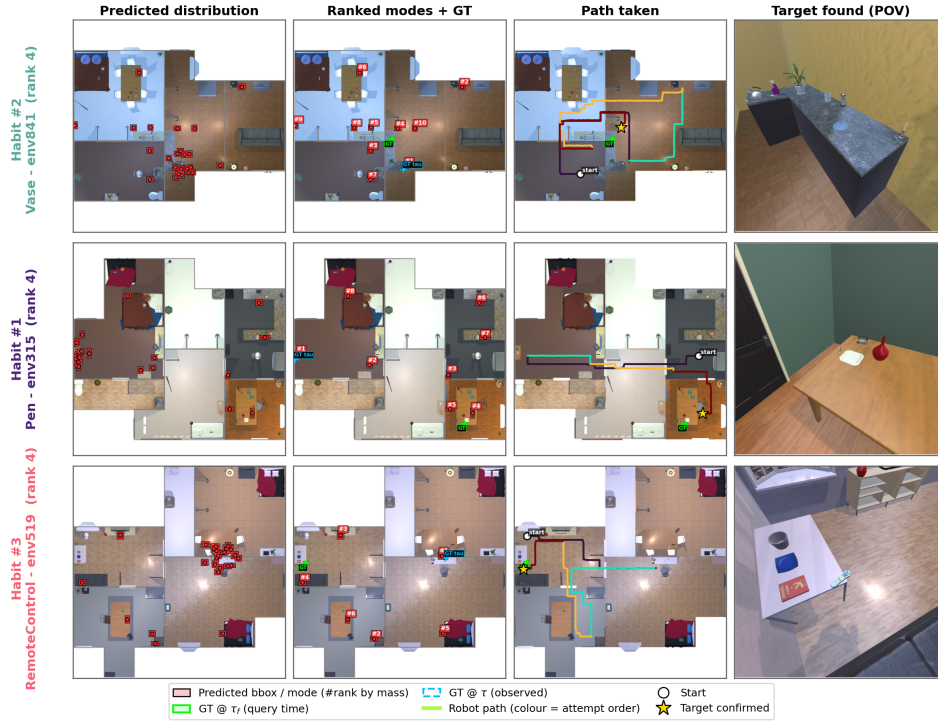 Predicted distribution
Ranked modes + GT
Path taken
Target found (POV)
Habit #2
Vase - env841 (rank 4)
#6
#2
#9
#8
#5
#4
#10
GT
#3
GT tau
#7
GT
start
Habit #1
Pen - env315 (rank 4)
#8
#6
#7
#1
GT tau
#2
#3
#5
#4
GT
start
GT
Habit #3
RemoteControl - env519 (rank 4)
#3
GT tau
GT
#4
#6
#2
#5
start
Predicted bbox / mode (#rank by mass)
GT @ τ (observed)
Start
GT @ τf (query time)
Robot path (colour = attempt order)
Target confirmed